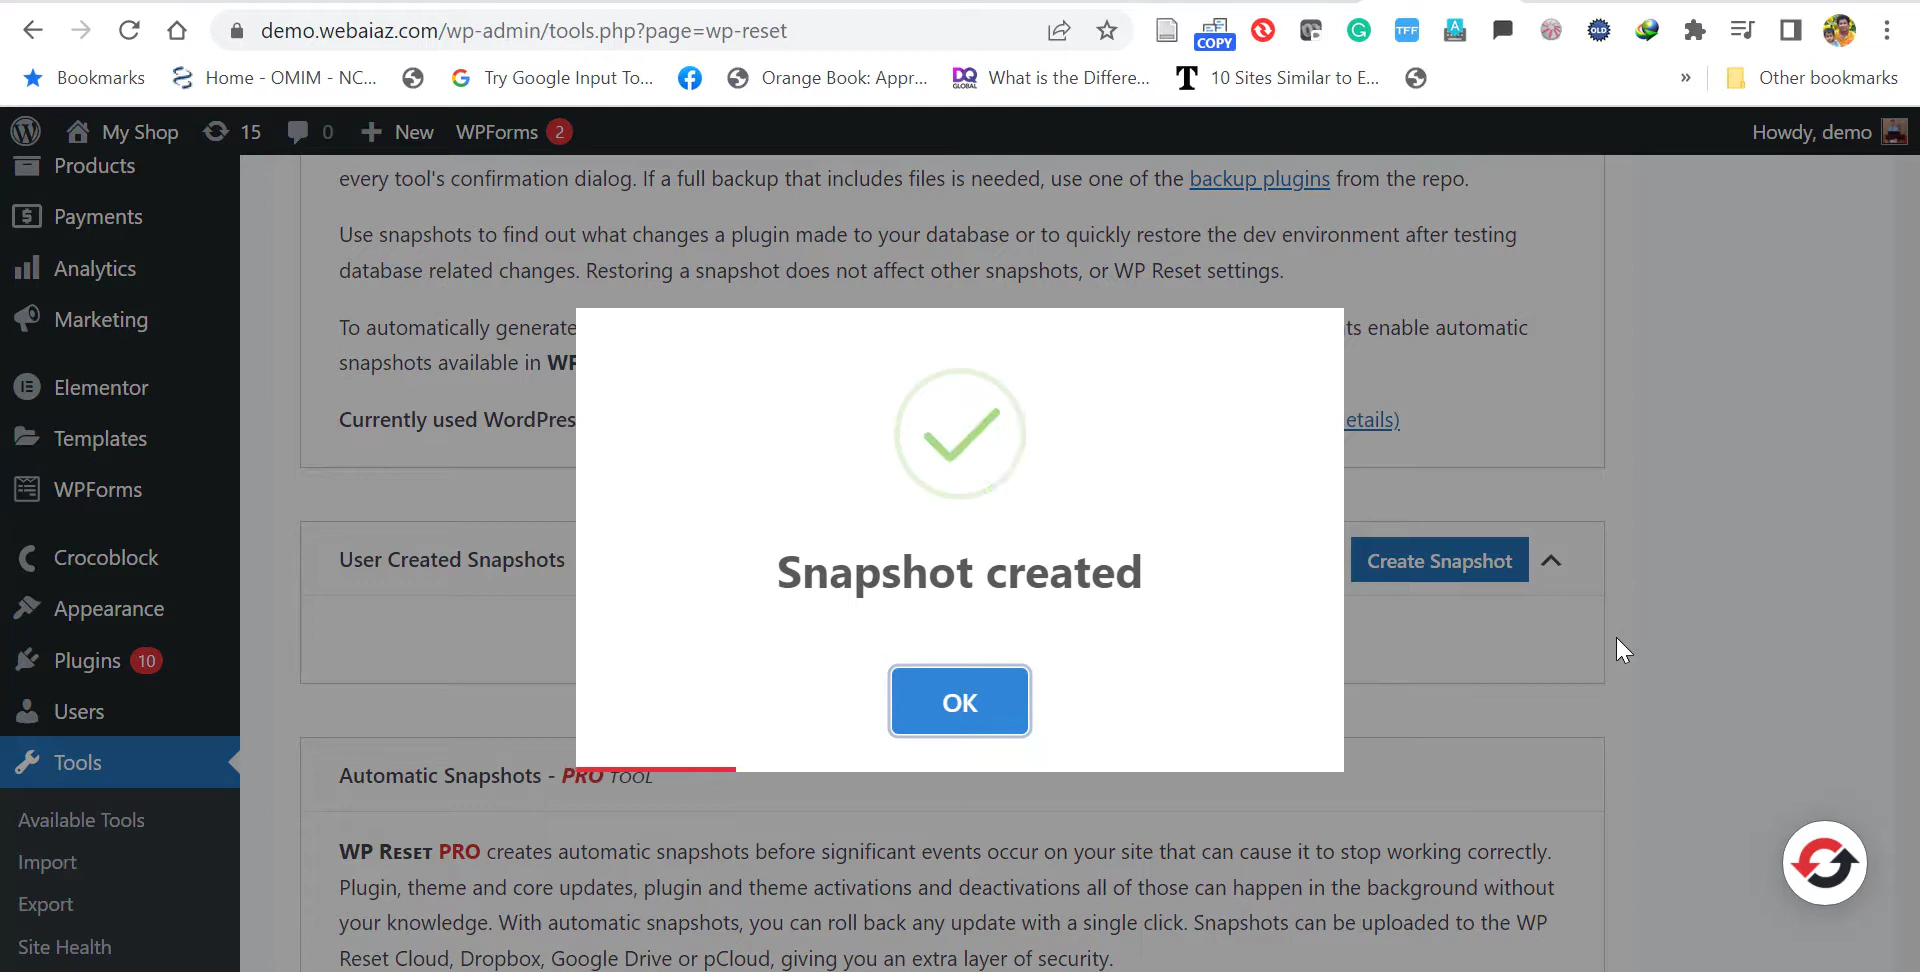 demo.webaiaz.com/wp-admin/tools.php?page=wp-reset
COPY
TFF
A
OLD
Bookmarks
Home - OMIM - NC...
Try Google Input To...
Orange Book: Appr...
DQ
GLOBAL
What is the Differe...
T
10 Sites Similar to E...
»
Other bookmarks
My Shop
15
0
New
WPForms 2
Howdy, demo
Products
Payments
Analytics
Marketing
Elementor
Templates
WPForms
Crocoblock
Appearance
Plugins 10
Users
Tools
Available Tools
Import
Export
Site Health
every tool's confirmation dialog. If a full backup that includes files is needed, use one of the backup plugins from the repo.
Use snapshots to find out what changes a plugin made to your database or to quickly restore the dev environment after testing
database related changes. Restoring a snapshot does not affect other snapshots, or WP Reset settings.
To automatically generate
ts enable automatic
snapshots available in WP
Currently used WordPres
etails)
User Created Snapshots
Create Snapshot
Snapshot created
OK
Automatic Snapshots - PRO TOOL
WP RESET PRO creates automatic snapshots before significant events occur on your site that can cause it to stop working correctly.
Plugin, theme and core updates, plugin and theme activations and deactivations all of those can happen in the background without
your knowledge. With automatic snapshots, you can roll back any update with a single click. Snapshots can be uploaded to the WP
Reset Cloud, Dropbox, Google Drive or pCloud, giving you an extra layer of security.